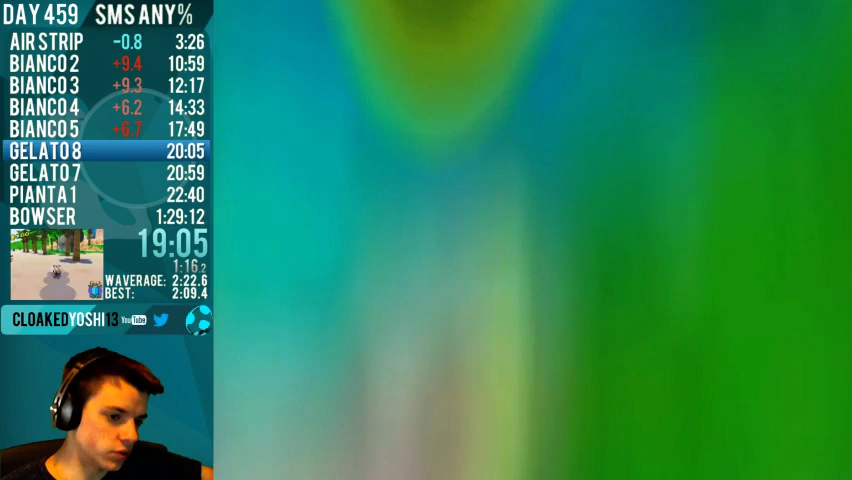 DAY 459 SMS ANY%
AIR STRIP -0.8 3:26
BIANCO 2 +9.4 10:59
BIANCO 3 +9.3 12:17
BIANCO 4 +6.2 14:33
BIANCO 5 +6.7 17:49
GELATO 8 20:05
GELATO 7 20:59
PIANTA 1 22:40
BOWSER 1:29:12
19:05
1:16.2
WAVERAGE: 2:22.6
BEST: 2:09.4
CLOAKEDYOSHI13 YouTube